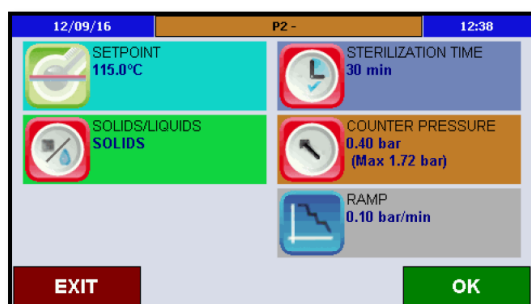 12/09/16 P2 - 12:38
SETPOINT
115.0°C
STERILIZATION TIME
30 min
SOLIDS/LIQUIDS
SOLIDS
COUNTER PRESSURE
0.40 bar
(Max 1.72 bar)
RAMP
0.10 bar/min
EXIT OK